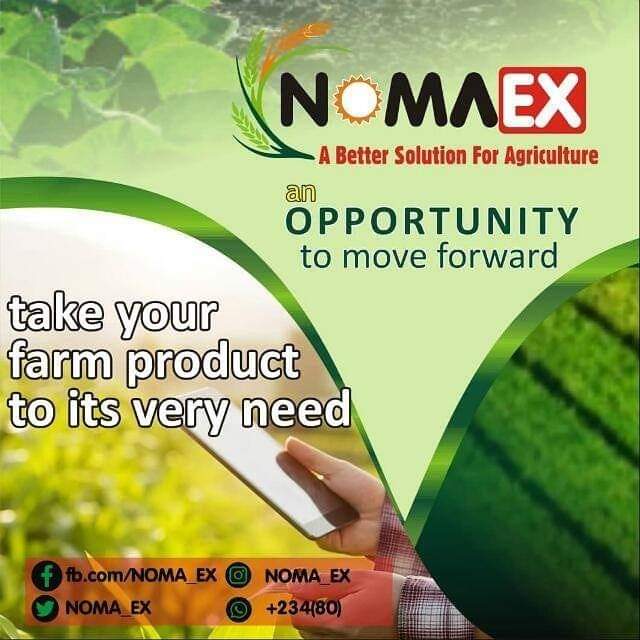 NOMAEX
A Better Solution For Agriculture
an
OPPORTUNITY
to move forward
take your
farm product
to its very need
fb.com/NOMA_EX NOMA_EX
NOMA_EX +234(80)